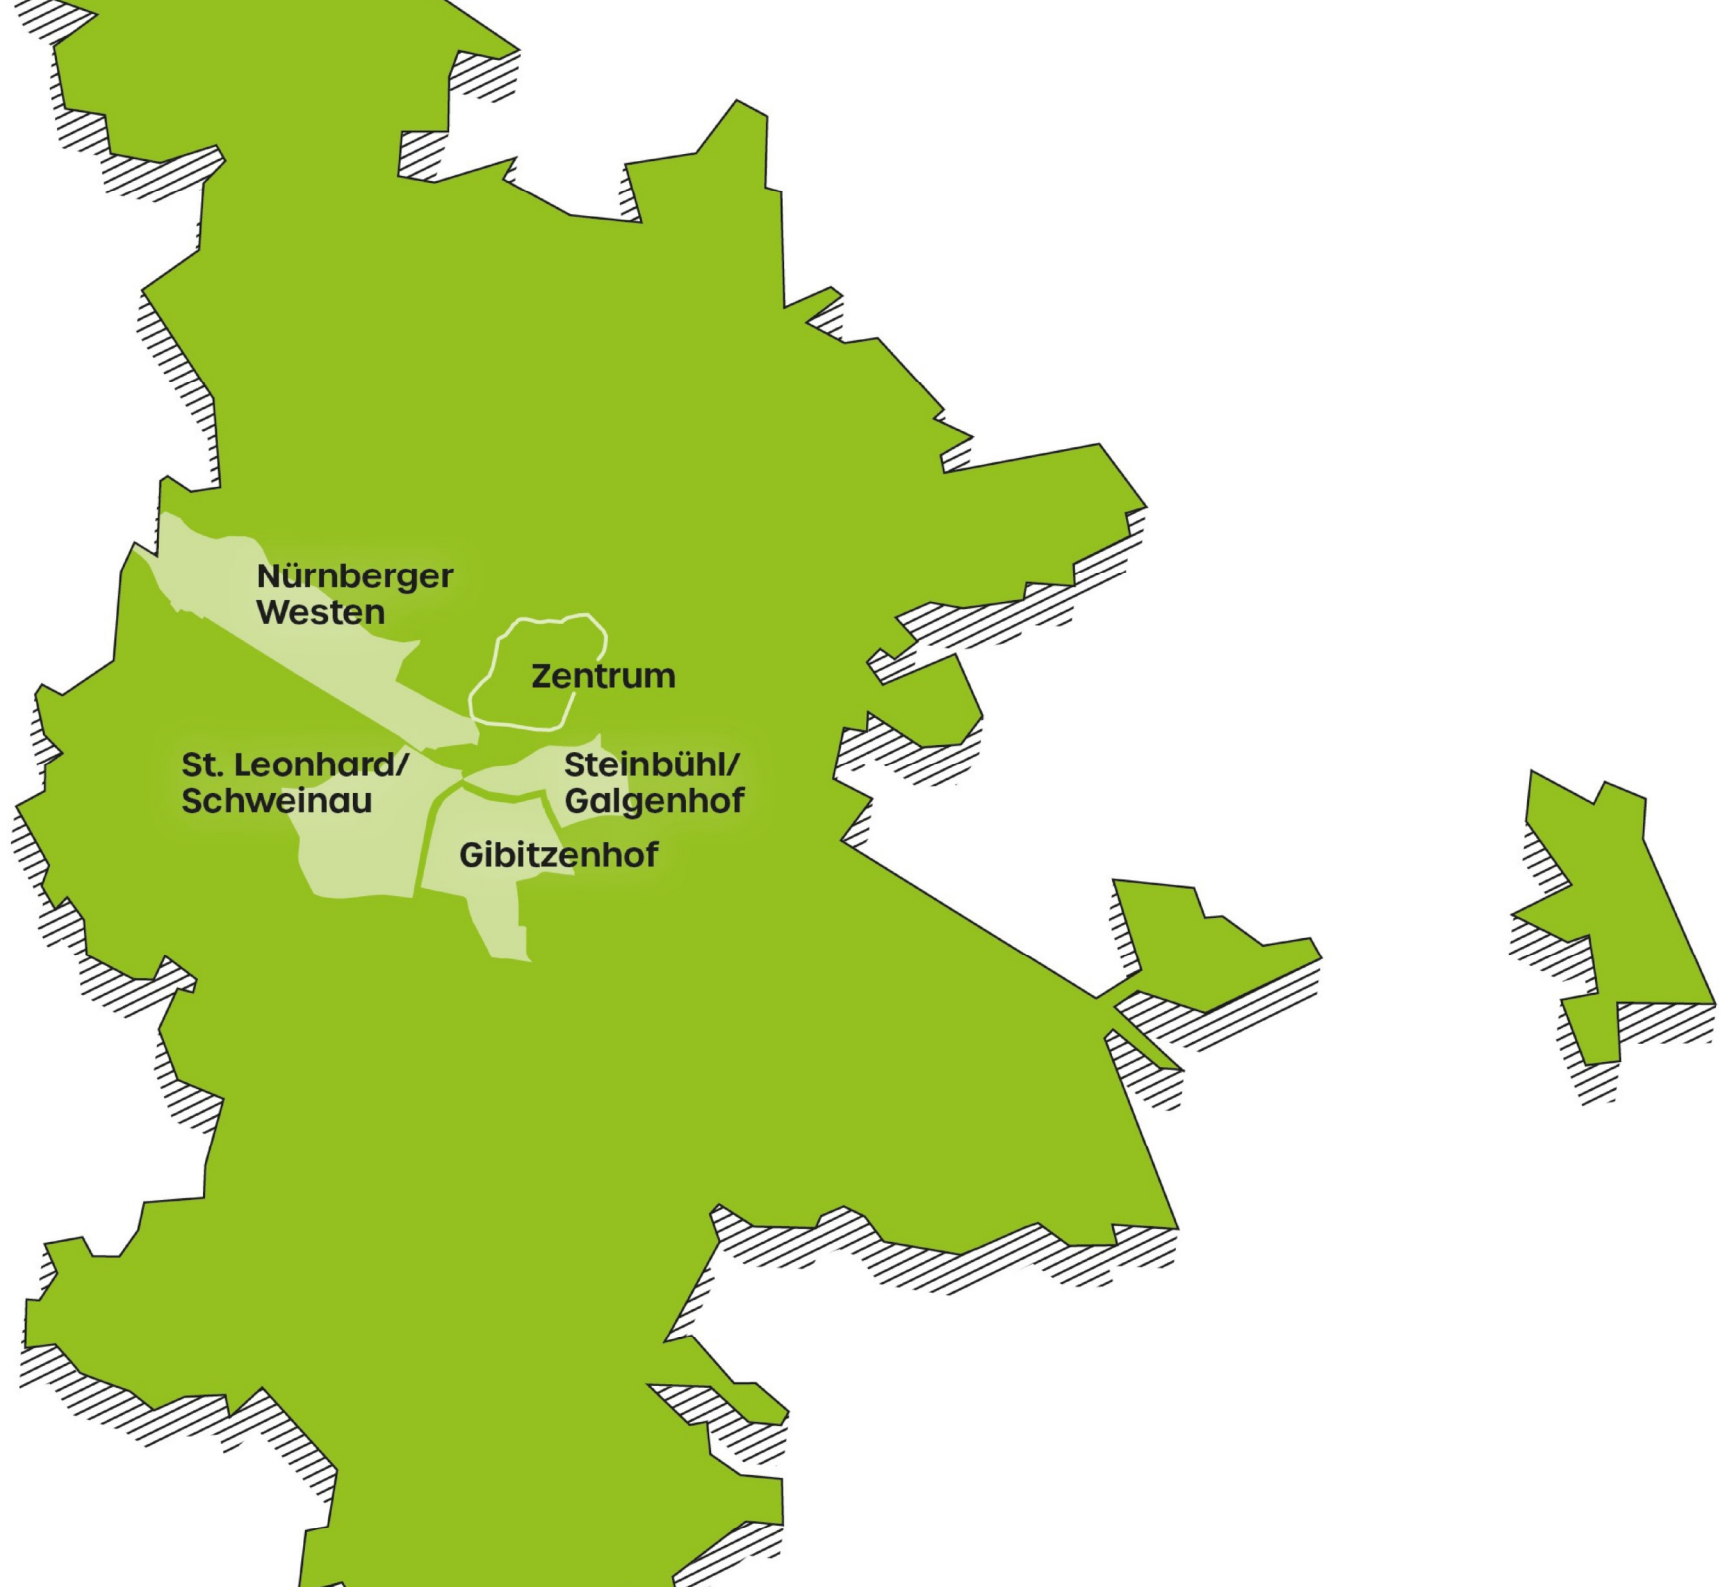 Nürnberger
Westen
Zentrum
St. Leonhard/
Schweinau
Steinbühl/
Galgenhof
Gibitzenhof